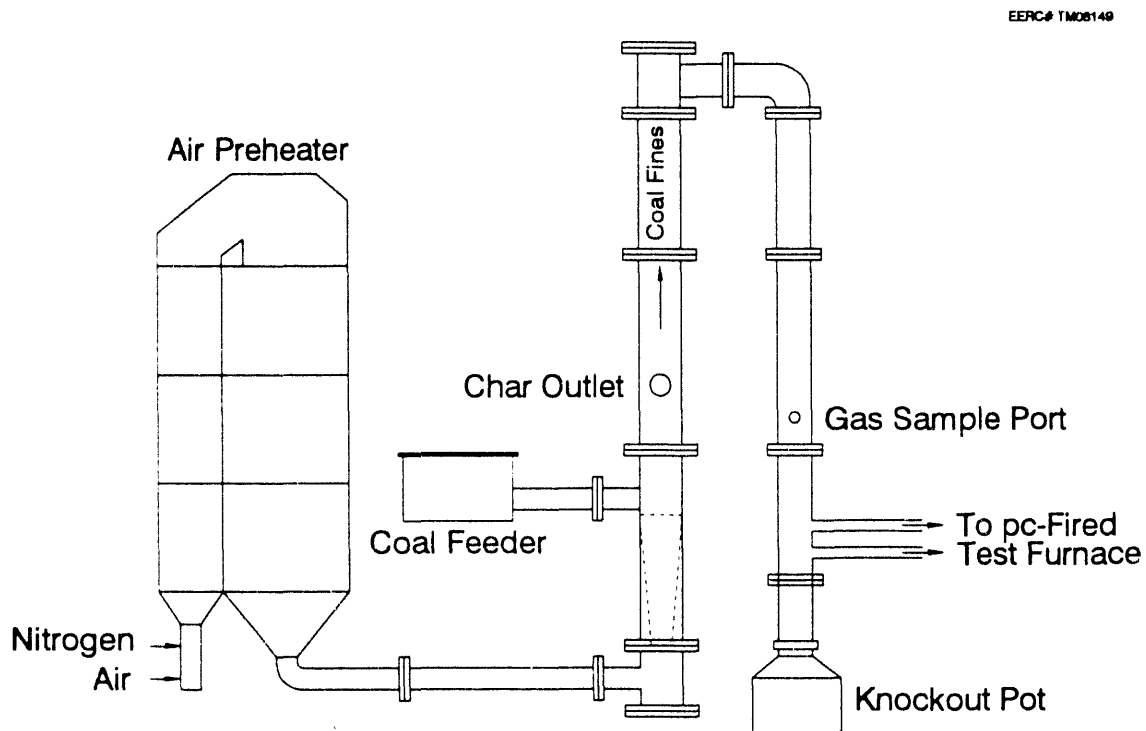 EERC# TM08149
Air Preheater
Coal Fines
Char Outlet
Gas Sample Port
Coal Feeder
To pc-Fired
Test Furnace
Nitrogen
Air
Knockout Pot